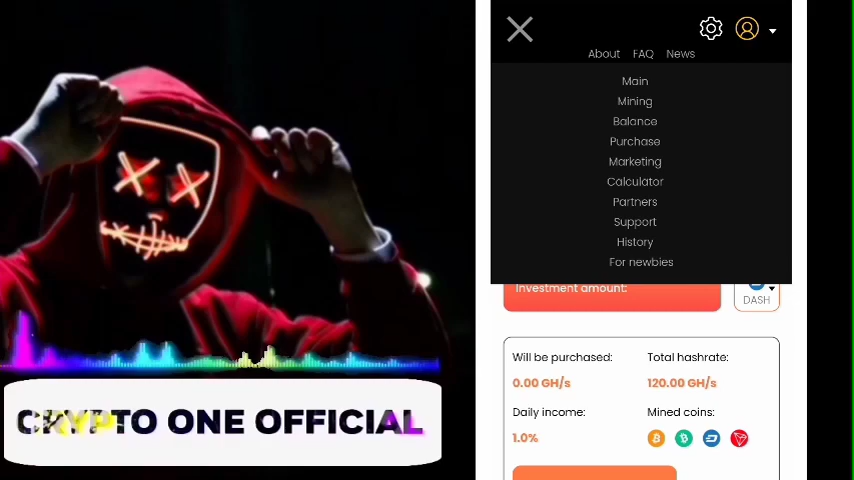 About FAQ News
Main
Mining
Balance
Purchase
Marketing
Calculator
Partners
Support
History
For newbies
Investment amount:
DASH
Will be purchased:
Total hashrate:
0.00 GH/s
120.00 GH/s
Daily income:
Mined coins:
1.0%
CRYPTO ONE OFFICIAL